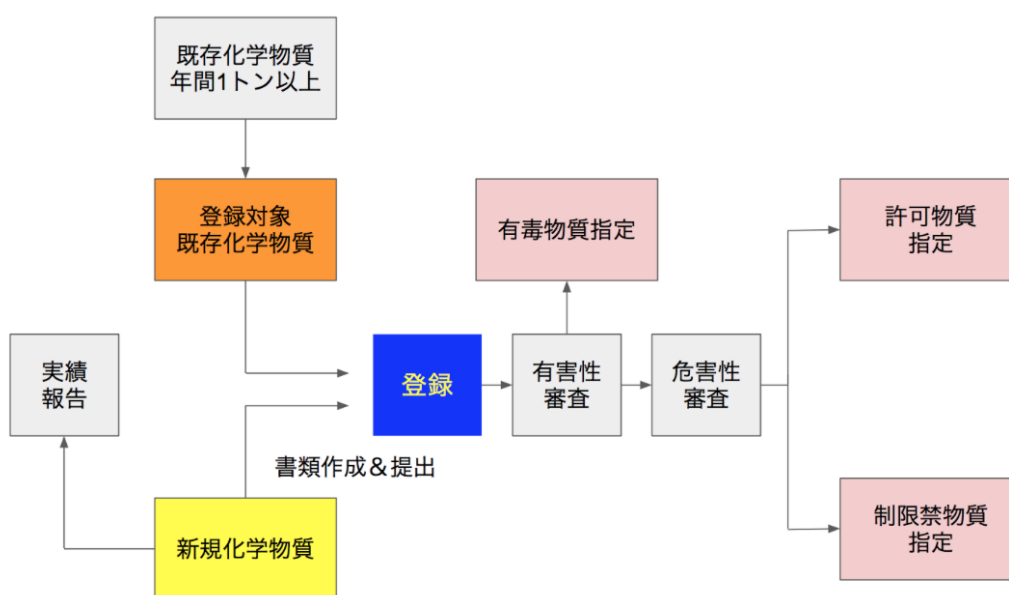 既存化学物質
年間1トン以上
登録対象
既存化学物質
有毒物質指定
許可物質
指定
実績
報告
登録
有害性
審査
危害性
審査
書類作成＆提出
新規化学物質
制限禁物質
指定